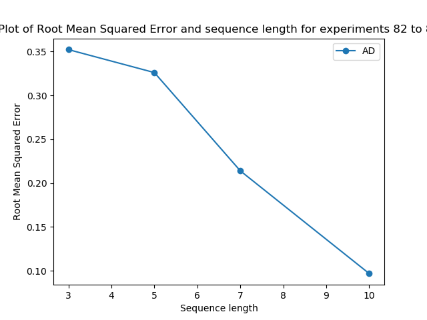 Plot of Root Mean Squared Error and sequence length for experiments 82 to
AD
0.35
0.30
0.25
0.20
0.15
0.10
Root Mean Squared Error
3 4 5 6 7 8 9 10
Sequence length